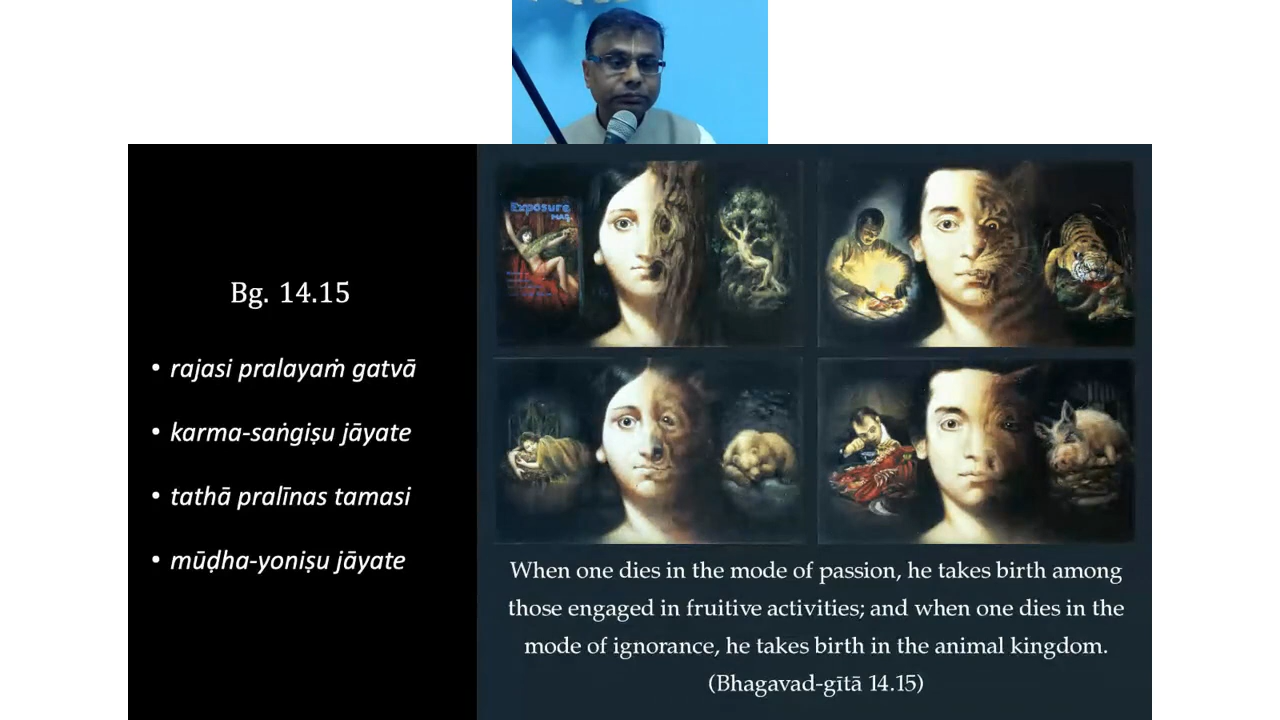 Bg. 14.15
• rajasi pralayaṁ gatvā
• karma-saṅgiṣu jāyate
• tathā pralīnas tamasi
• mūḍha-yoniṣu jāyate
Exposure
MAG
When one dies in the mode of passion, he takes birth among
those engaged in fruitive activities; and when one dies in the
mode of ignorance, he takes birth in the animal kingdom.
(Bhagavad-gītā 14.15)